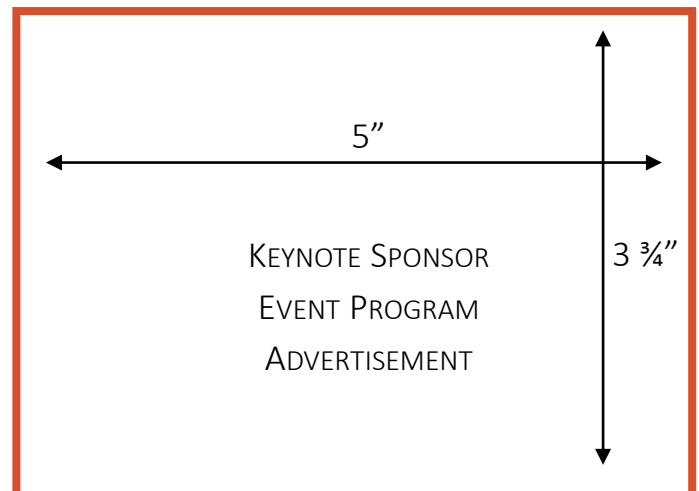 5”
KEYNOTE SPONSOR
3 ¾”
EVENT PROGRAM
ADVERTISEMENT